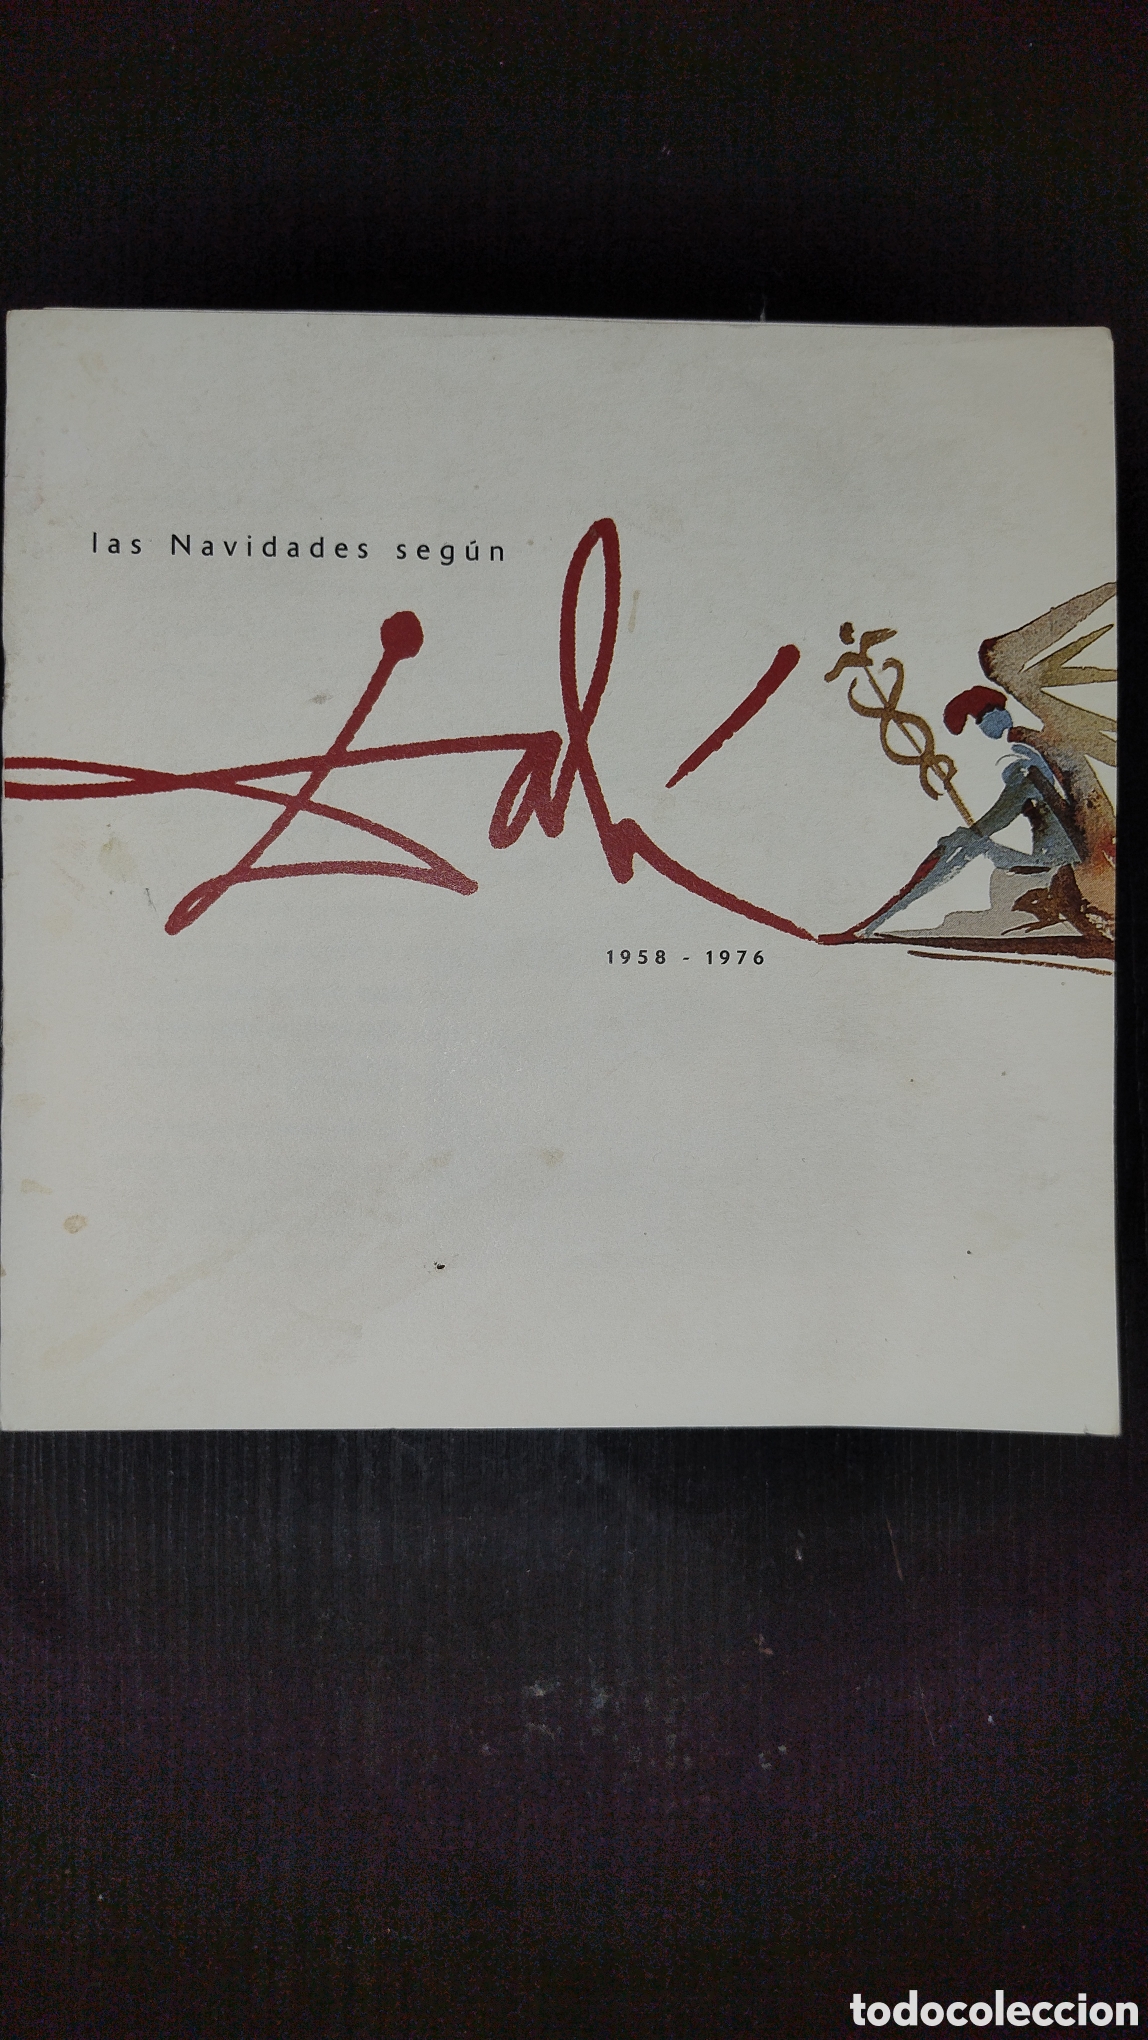 las Navidades según
Dalí
1958 - 1976
todocoleccion